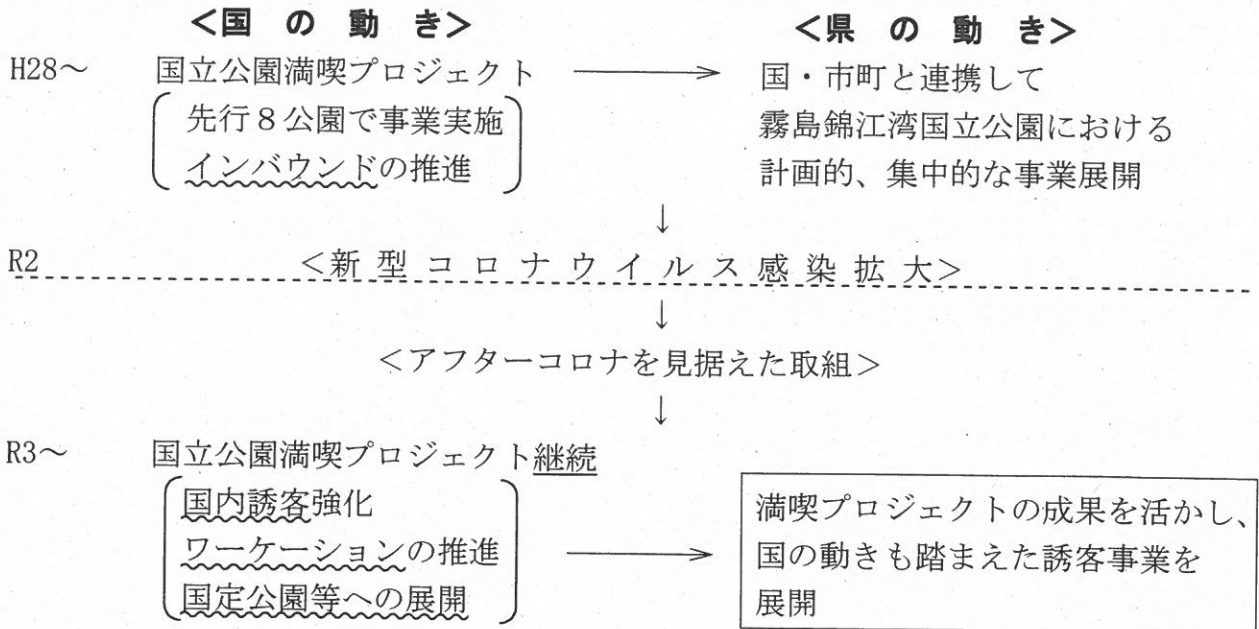 <国 の 動 き>
<県 の 動 き>
H28～ 国立公園満喫プロジェクト
先行８公園で事業実施
インバウンドの推進
国・市町と連携して
霧島錦江湾国立公園における
計画的、集中的な事業展開
↓
R2 <新 型 コ ロ ナ ウ イ ル ス 感 染 拡 大>
↓
<アフターコロナを見据えた取組>
↓
R3～ 国立公園満喫プロジェクト継続
国内誘客強化
ワーケーションの推進
国定公園等への展開
満喫プロジェクトの成果を活かし、
国の動きも踏まえた誘客事業を
展開